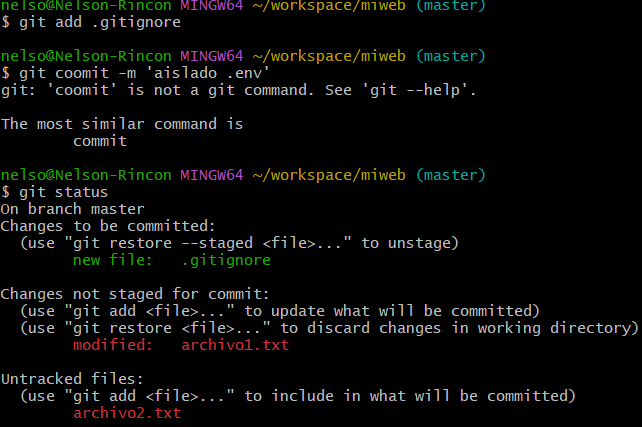 nelso@Nelson-Rincon MINGW64 ~/workspace/miweb (master)
$ git add .gitignore
nelso@Nelson-Rincon MINGW64 ~/workspace/miweb (master)
$ git coomit -m 'aislado .env'
git: 'coomit' is not a git command. See 'git --help'.
The most similar command is
commit
nelso@Nelson-Rincon MINGW64 ~/workspace/miweb (master)
$ git status
On branch master
Changes to be committed:
(use "git restore --staged <file>..." to unstage)
new file:   .gitignore
Changes not staged for commit:
(use "git add <file>..." to update what will be committed)
(use "git restore <file>..." to discard changes in working directory)
modified:   archivo1.txt
Untracked files:
(use "git add <file>..." to include in what will be committed)
archivo2.txt